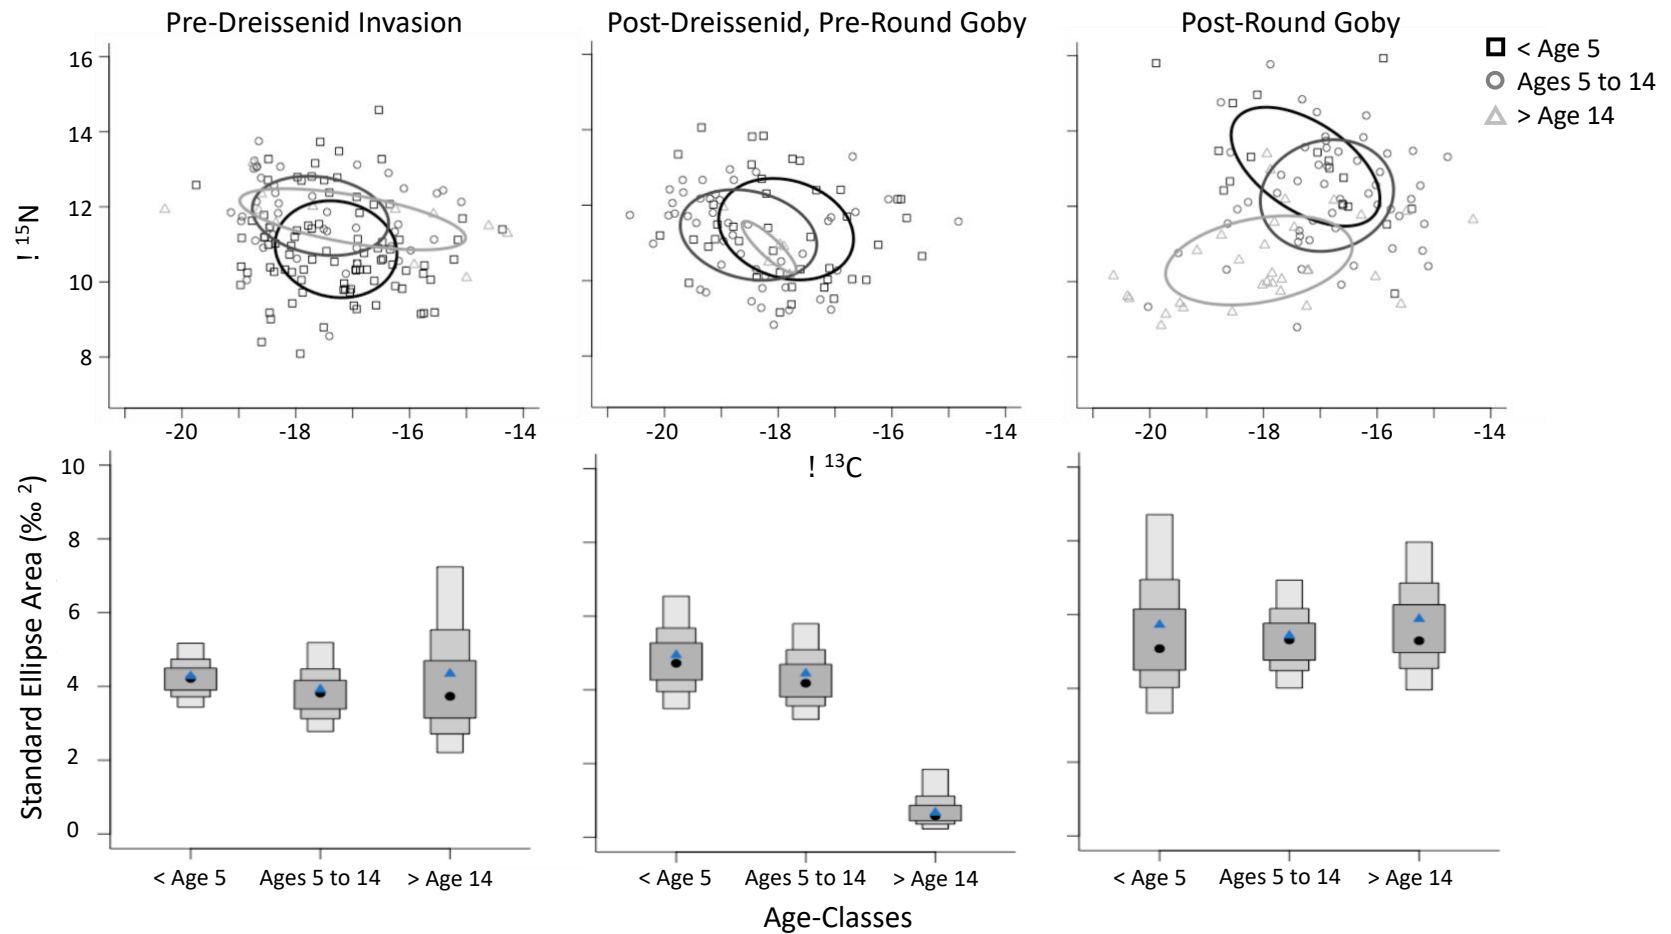 Pre-Dreissenid Invasion
Post-Dreissenid, Pre-Round Goby
Post-Round Goby
< Age 5
Ages 5 to 14
> Age 14
! ¹⁵N
16
14
12
10
8
-20 -18 -16 -14
-20 -18 -16 -14
-20 -18 -16 -14
! ¹³C
Standard Ellipse Area (‰ ²)
10
8
6
4
2
0
< Age 5 Ages 5 to 14 > Age 14
< Age 5 Ages 5 to 14 > Age 14
< Age 5 Ages 5 to 14 > Age 14
Age-Classes